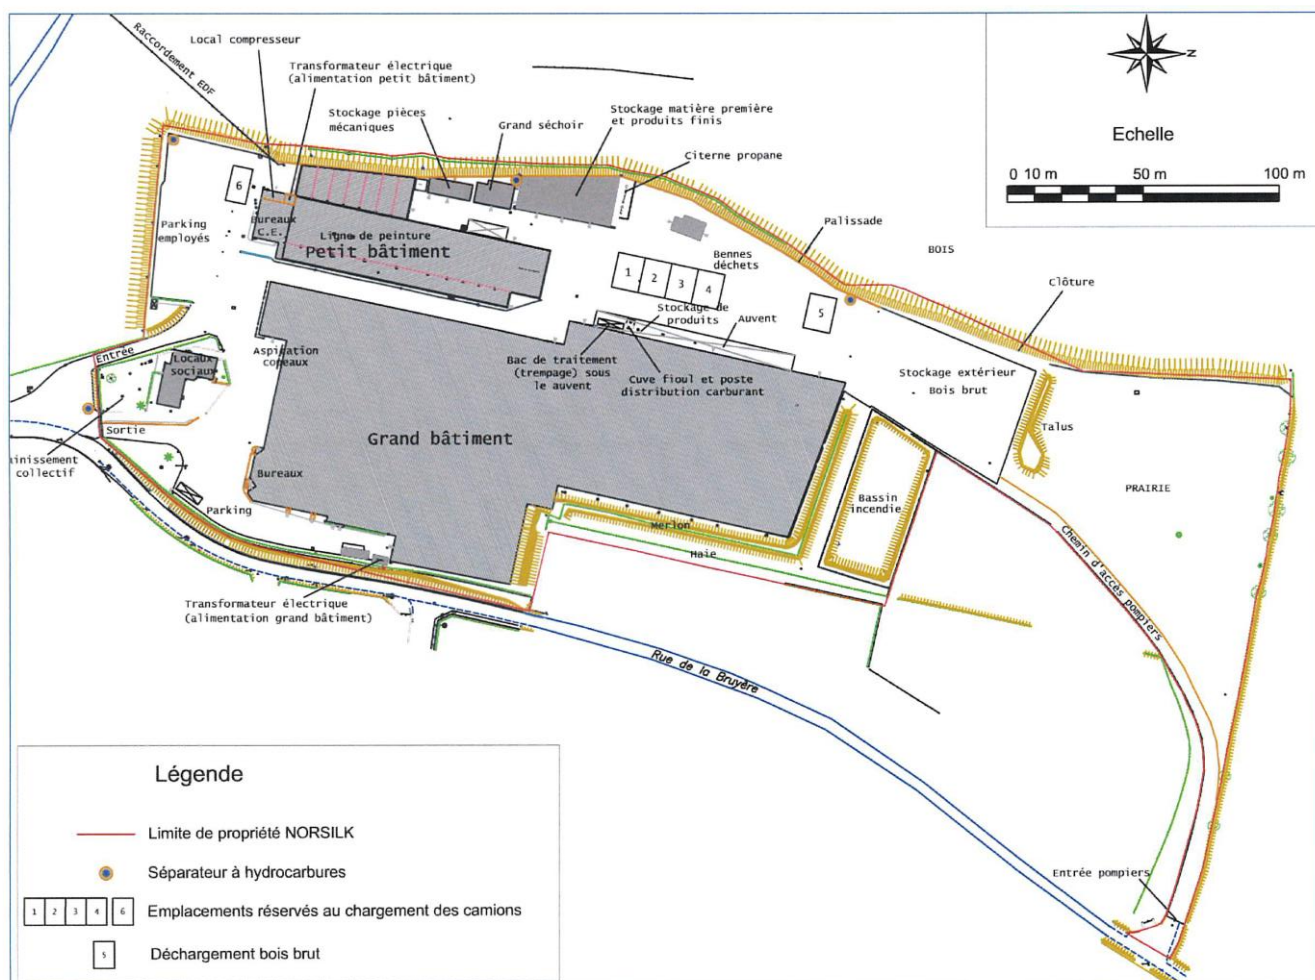 Raccordement EDF
Local compresseur
Transformateur électrique
(alimentation petit bâtiment)
Stockage pièces
mécaniques
Grand séchoir
Stockage matière première
et produits finis
Citerne propane
N
Echelle
0 10 m 50 m 100 m
6
Parking
employés
Bureaux
C.E.
Ligne de peinture
Petit bâtiment
Palissade
BOIS
Bennes
déchets
1 2 3 4
5
Clôture
Stockage de
produits
Auvent
Entrée
Locaux
sociaux
Aspiration
copeaux
Bac de traitement
(trempage) sous
le auvent
Cuve fioul et poste
distribution carburant
Stockage extérieur
Bois brut
Talus
Sortie
ainissement
collectif
Grand bâtiment
Bureaux
Parking
Bassin
incendie
PRAIRIE
Merlon
Haie
Chemin d'accès pompiers
Transformateur électrique
(alimentation grand bâtiment)
Rue de la Bruyère
Entrée pompiers
Légende
Limite de propriété NORSILK
Séparateur à hydrocarbures
1 2 3 4 6 Emplacements réservés au chargement des camions
5 Déchargement bois brut